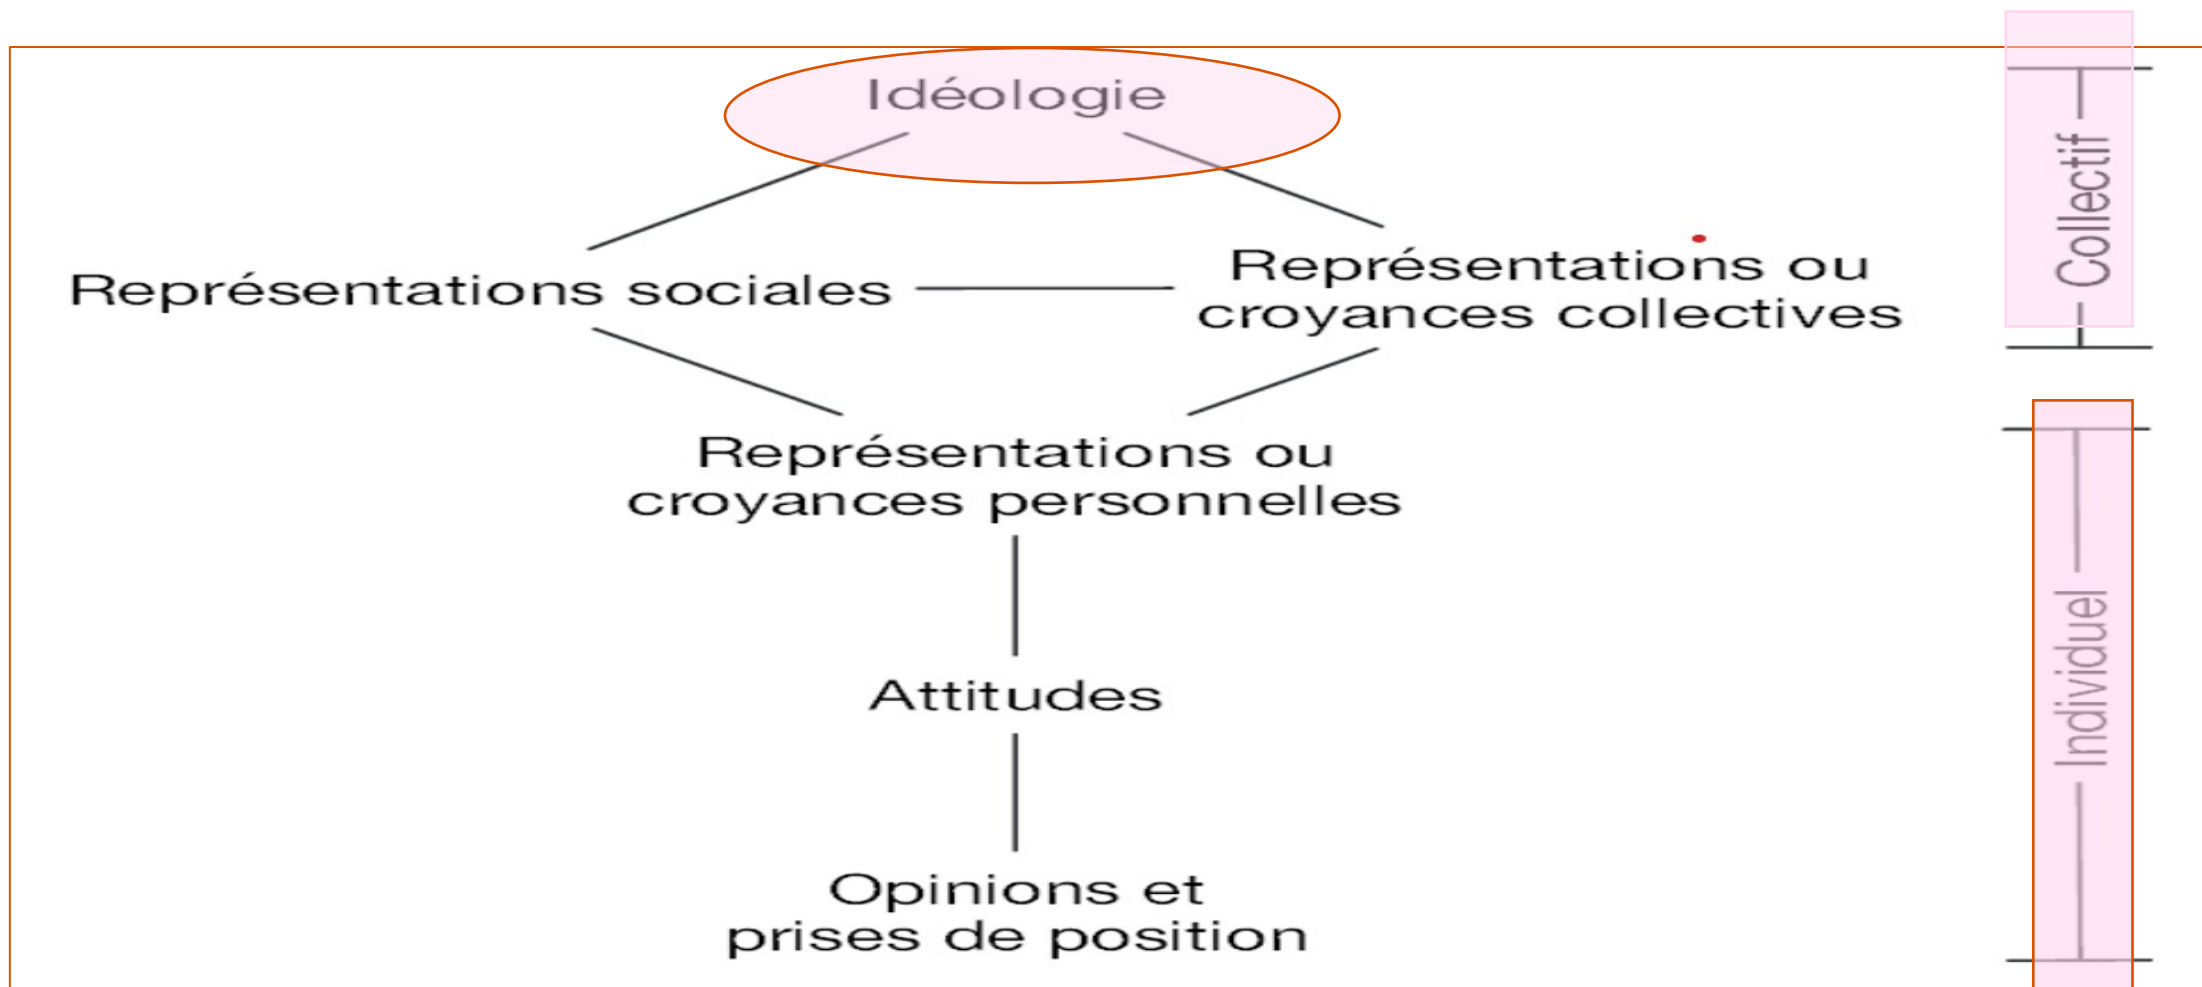 Idéologie
Représentations sociales
Représentations ou
croyances collectives
Représentations ou
croyances personnelles
Attitudes
Opinions et
prises de position
Collectif
Individuel